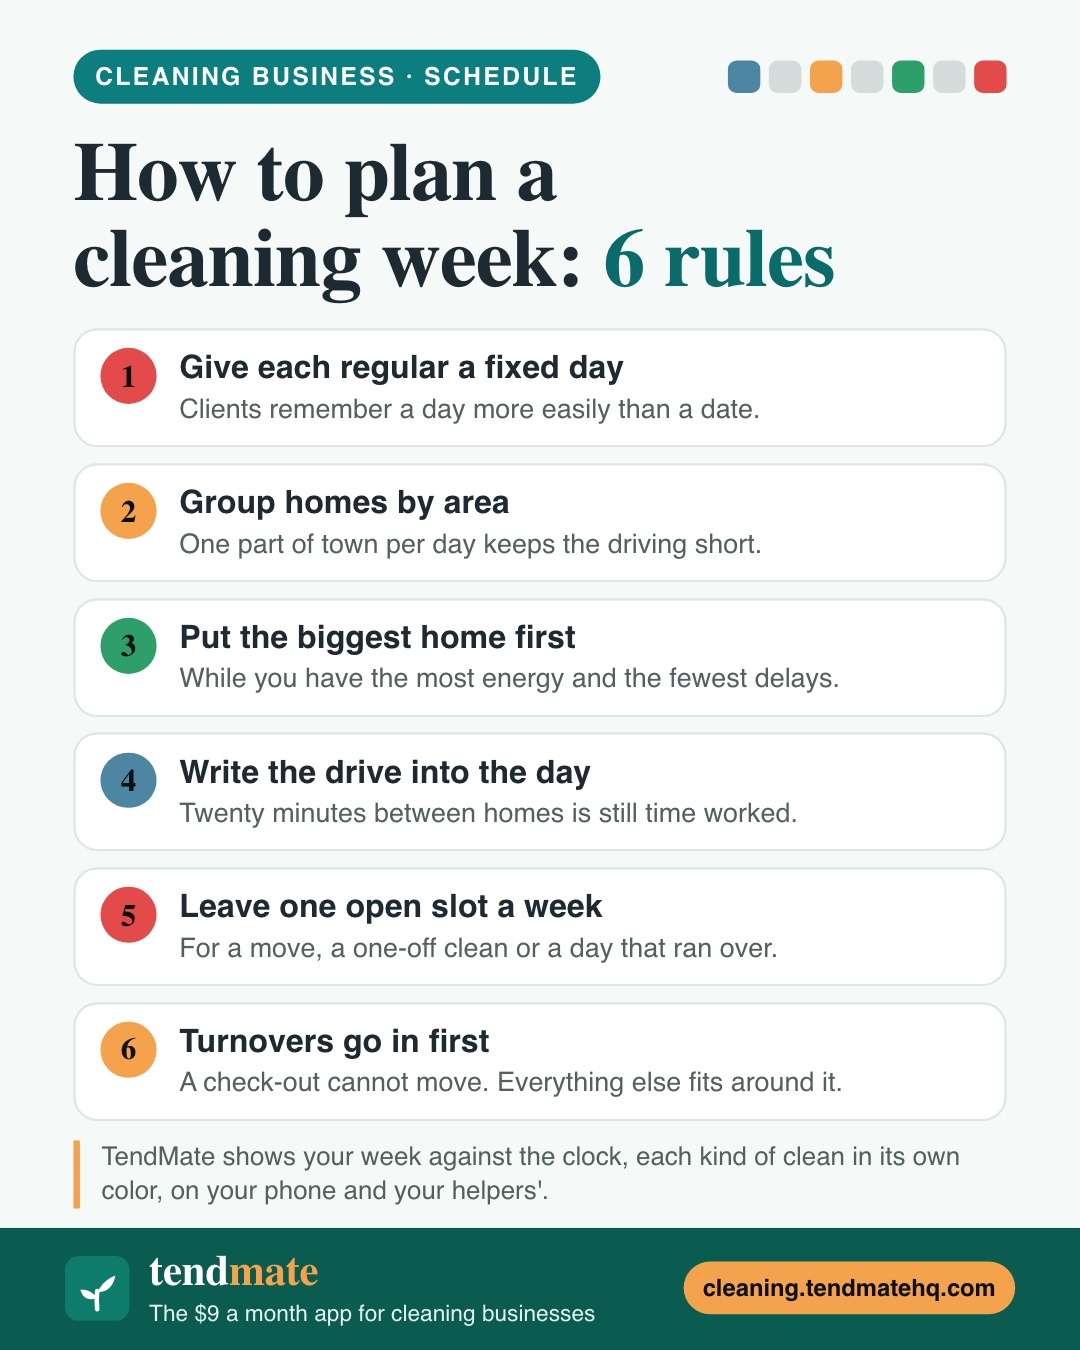 CLEANING BUSINESS · SCHEDULE
How to plan a
cleaning week: 6 rules
1
Give each regular a fixed day
Clients remember a day more easily than a date.
2
Group homes by area
One part of town per day keeps the driving short.
3
Put the biggest home first
While you have the most energy and the fewest delays.
4
Write the drive into the day
Twenty minutes between homes is still time worked.
5
Leave one open slot a week
For a move, a one-off clean or a day that ran over.
6
Turnovers go in first
A check-out cannot move. Everything else fits around it.
TendMate shows your week against the clock, each kind of clean in its own
color, on your phone and your helpers'.
tendmate
The $9 a month app for cleaning businesses
cleaning.tendmatehq.com